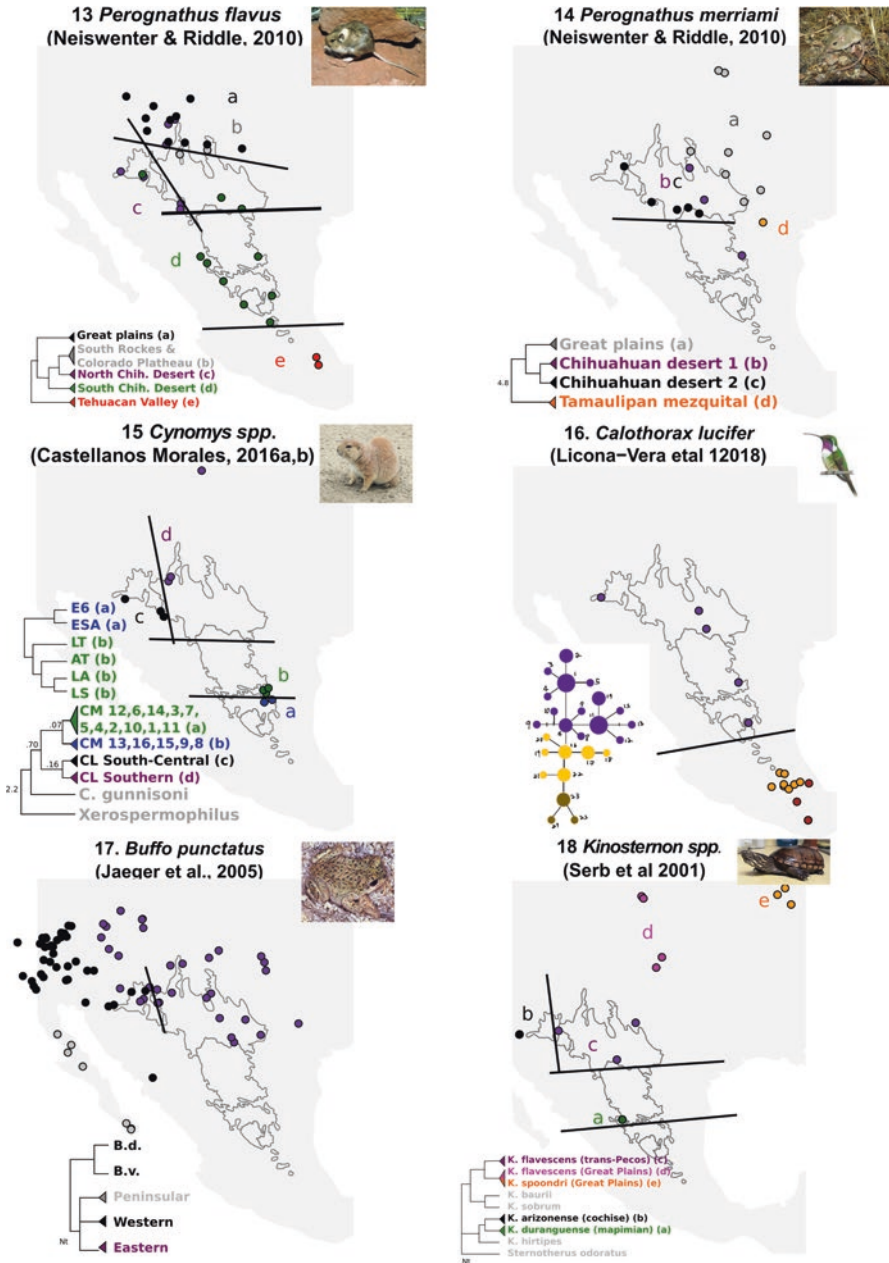 13 Perognathus flavus
(Neiswenter & Riddle, 2010)
a
b
c
d
e
Great plains (a)
South Rockes &
Colorado Platheau (b)
North Chih. Desert (c)
South Chih. Desert (d)
Tehuacan Valley (e)
14 Perognathus merriami
(Neiswenter & Riddle, 2010)
a
b c
d
4.8
Great plains (a)
Chihuahuan desert 1 (b)
Chihuahuan desert 2 (c)
Tamaulipan mezquital (d)
15 Cynomys spp.
(Castellanos Morales, 2016a,b)
d
c
b
a
E6 (a)
ESA (a)
LT (b)
AT (b)
LA (b)
LS (b)
CM 12,6,14,3,7,
5,4,2,10,1,11 (a)
.07
CM 13,16,15,9,8 (b)
.70
CL South-Central (c)
.16
CL Southern (d)
2.2
C. gunnisoni
Xerospermophilus
16. Calothorax lucifer
(Licona-Vera etal 12018)
17. Buffo punctatus
(Jaeger et al., 2005)
B.d.
B.v.
Peninsular
Western
Eastern
Nt
18 Kinosternon spp.
(Serb et al 2001)
e
d
b
c
a
K. flavescens (trans-Pecos) (c)
K. flavescens (Great Plains) (d)
K. spoondri (Great Plains) (e)
K. baurii
K. sobrum
K. arizonense (cochise) (b)
K. duranguense (mapimian) (a)
K. hirtipes
Sternotherus odoratus
Nt